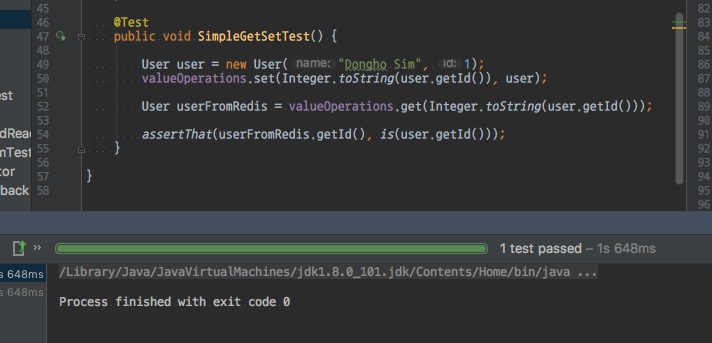 45
46 @Test
47 public void SimpleGetSetTest() {
48
49 User user = new User( name: "Dongho Sim", id: 1);
50 valueOperations.set(Integer.toString(user.getId()), user);
51
52 User userFromRedis = valueOperations.get(Integer.toString(user.getId()));
53
54 assertThat(userFromRedis.getId(), is(user.getId()));
55 }
56
57 }
58
est
dRea
mTest
tor
back
82
83
84
85
86
87
88
89
90
91
92
93
94
95
96
1 test passed – 1s 648ms
s 648ms
s 648ms
/Library/Java/JavaVirtualMachines/jdk1.8.0_101.jdk/Contents/Home/bin/java ...
Process finished with exit code 0